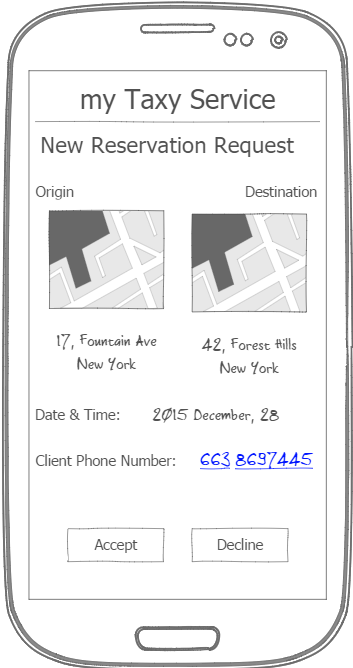 my Taxy Service
New Reservation Request
Origin Destination
17, Fountain Ave
New York
42, Forest Hills
New York
Date & Time: 2015 December, 28
Client Phone Number: 663 8697445
Accept Decline